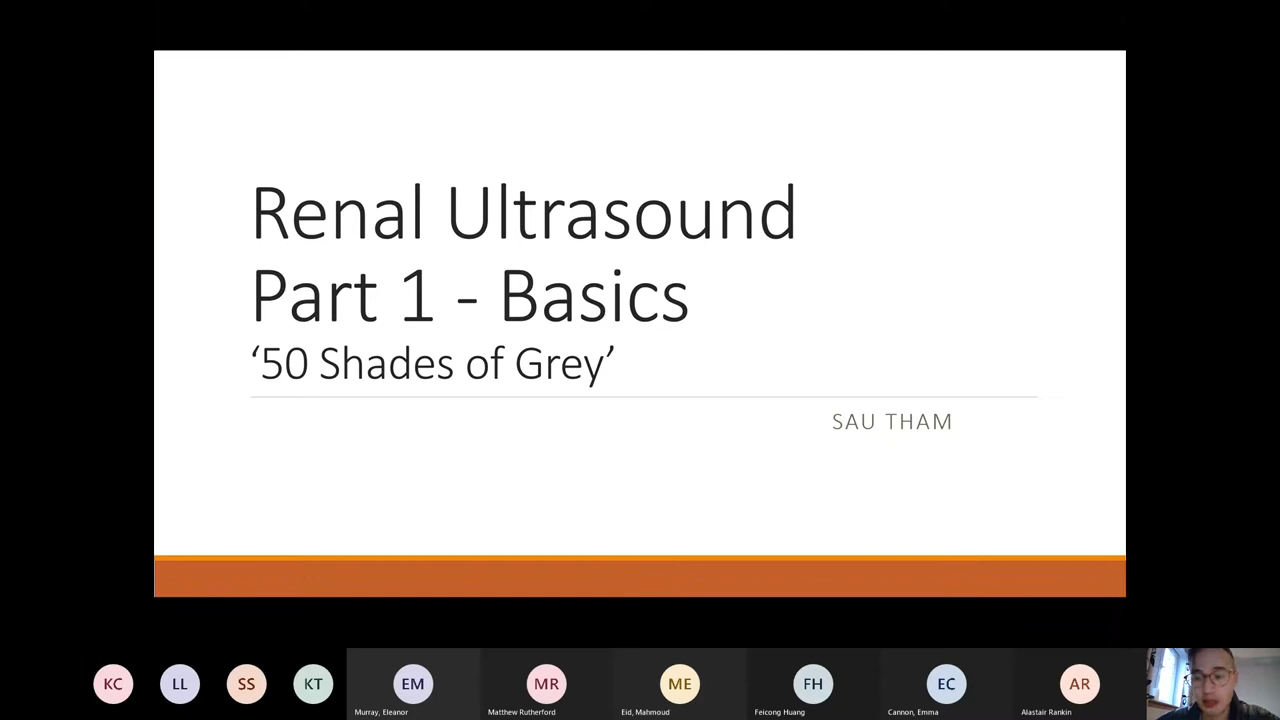 Renal Ultrasound
Part 1 - Basics
‘50 Shades of Grey’
SAU THAM
KC
LL
SS
KT
EM
MR
ME
FH
EC
AR
Murray, Eleanor
Matthew Rutherford
Eid, Mahmoud
Feicong Huang
Cannon, Emma
Alastair Rankin